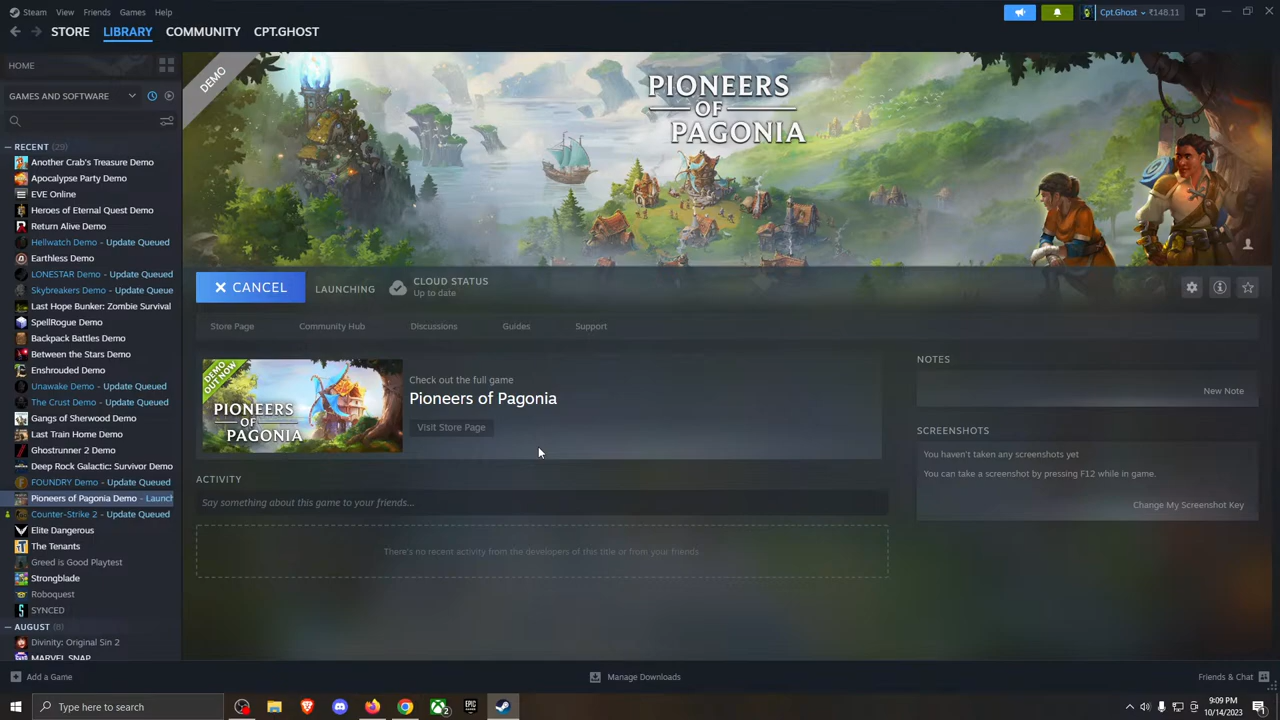 Steam View Friends Games Help
Cpt.Ghost ₹148.11
STORE LIBRARY COMMUNITY CPT.GHOST
HOME
GAMES AND SOFTWARE
RECENT (29)
Another Crab's Treasure Demo
Apocalypse Party Demo
EVE Online
Heroes of Eternal Quest Demo
Return Alive Demo
Hellwatch Demo - Update Queued
Earthless Demo
LONESTAR Demo - Update Queued
Skybreakers Demo - Update Queue
Last Hope Bunker: Zombie Survival
SpellRogue Demo
Backpack Battles Demo
Between the Stars Demo
Enshrouded Demo
Unawake Demo - Update Queued
The Crust Demo - Update Queued
Gangs of Sherwood Demo
Last Train Home Demo
Ghostrunner 2 Demo
Deep Rock Galactic: Survivor Demo
FOUNDRY Demo - Update Queued
Pioneers of Pagonia Demo - Launch
Counter-Strike 2 - Update Queued
Elite Dangerous
The Tenants
Greed is Good Playtest
Strongblade
Roboquest
SYNCED
AUGUST (8)
Divinity: Original Sin 2
MARVEL SNAP
DEMO
PIONEERS
OF
PAGONIA
CANCEL LAUNCHING CLOUD STATUS
Up to date
Store Page Community Hub Discussions Guides Support
DEMO
OUT NOW
PIONEERS
OF
PAGONIA
Check out the full game
Pioneers of Pagonia
Visit Store Page
ACTIVITY
Say something about this game to your friends...
There's no recent activity from the developers of this title or from your friends
NOTES
New Note
SCREENSHOTS
You haven't taken any screenshots yet
You can take a screenshot by pressing F12 while in game.
Change My Screenshot Key
Add a Game Manage Downloads Friends & Chat
Type here to search
2
EPIC
9:09 PM
10/14/2023
1